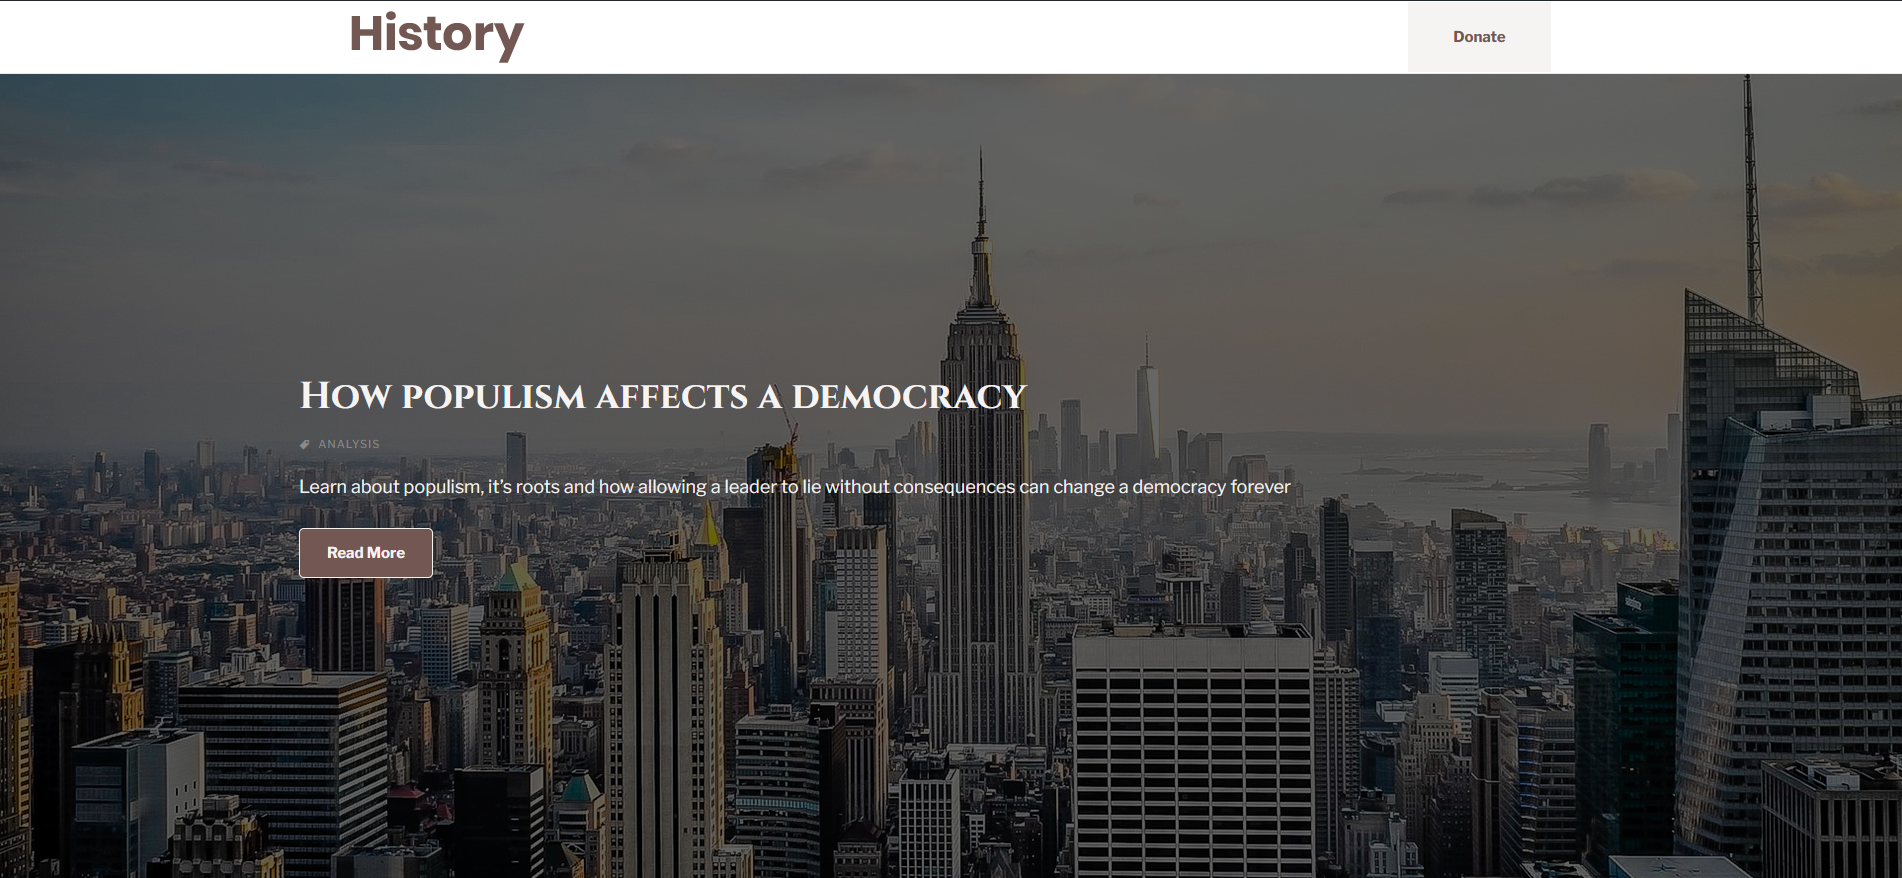 History
Donate
How populism affects a democracy
ANALYSIS
Learn about populism, it's roots and how allowing a leader to lie without consequences can change a democracy forever
Read More